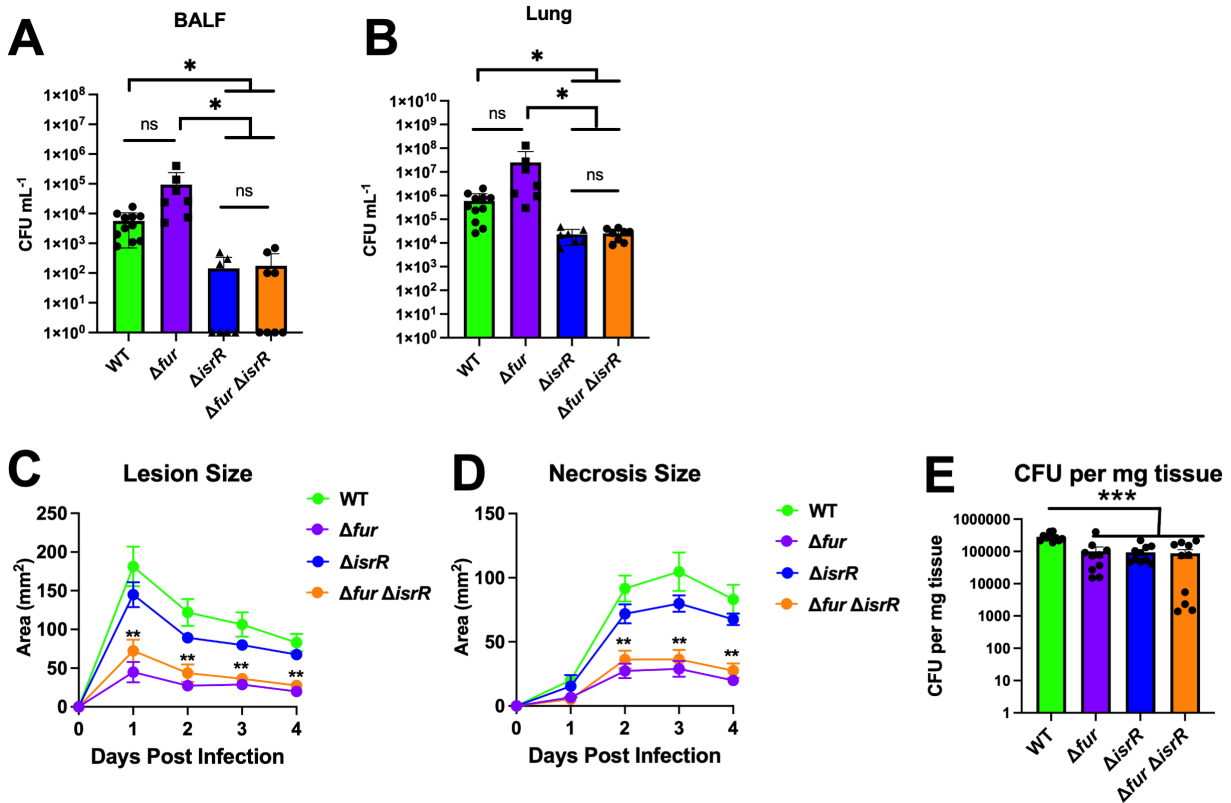 A
BALF
*
*
ns
ns
CFU mL⁻¹
1×10⁸
1×10⁷
1×10⁶
1×10⁵
1×10⁴
1×10³
1×10²
1×10¹
1×10⁰
WT
Δfur
ΔisrR
Δfur ΔisrR
B
Lung
*
*
ns
ns
CFU mL⁻¹
1×10¹⁰
1×10⁹
1×10⁸
1×10⁷
1×10⁶
1×10⁵
1×10⁴
1×10³
1×10²
1×10¹
1×10⁰
WT
Δfur
ΔisrR
Δfur ΔisrR
C
Lesion Size
Area (mm²)
250
200
150
100
50
0
**
**
**
**
0 1 2 3 4
Days Post Infection
WT
Δfur
ΔisrR
Δfur ΔisrR
D
Necrosis Size
Area (mm²)
150
100
50
0
**
**
**
0 1 2 3 4
Days Post Infection
WT
Δfur
ΔisrR
Δfur ΔisrR
E
CFU per mg tissue
***
CFU per mg tissue
1000000
100000
10000
1000
100
10
1
WT
Δfur
ΔisrR
Δfur ΔisrR